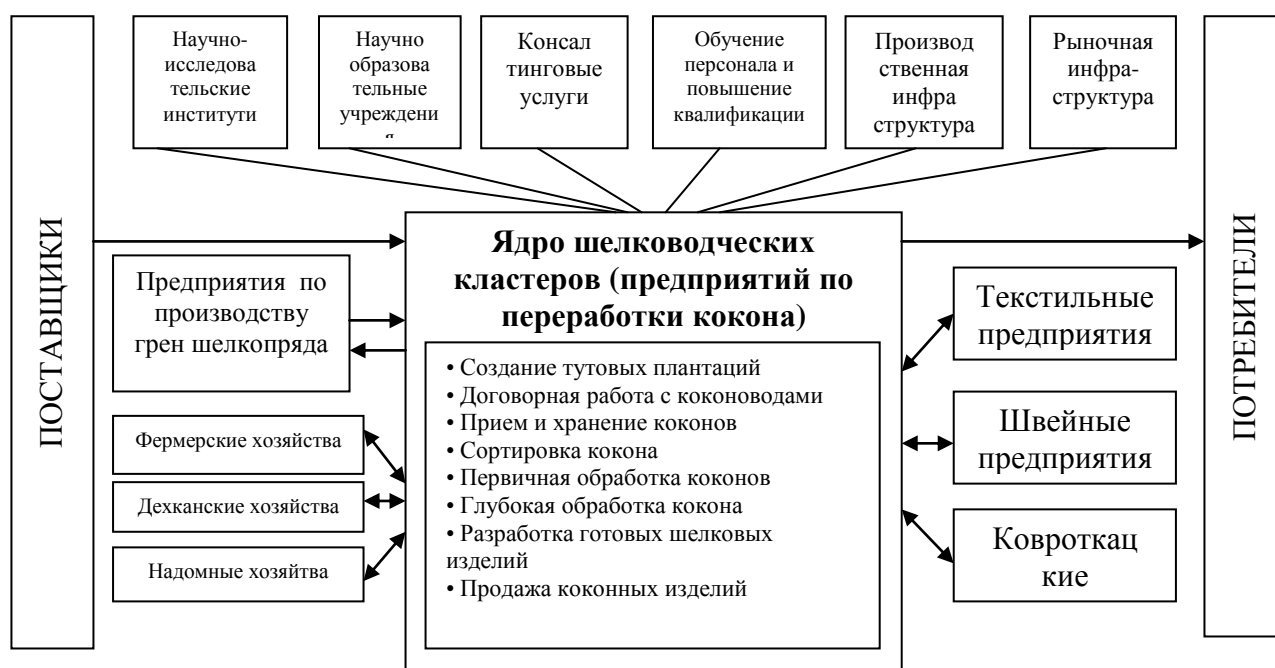 Научно-
исследова
тельские
институти
Научно
образова
тельные
учреждени
я
Консал
тинговые
услуги
Обучение
персонала и
повышение
квалификации
Производ
ственная
инфра
структура
Рыночная
инфра-
структура
ПОСТАВЩИКИ
Предприятия по
производству
грен шелкопряда
Фермерские хозяйства
Дехканские хозяйства
Надомные хозяйтва
Ядро шелководческих
кластеров (предприятий по
переработки кокона)
• Создание тутовых плантаций
• Договорная работа с коконоводами
• Прием и хранение коконов
• Сортировка кокона
• Первичная обработка коконов
• Глубокая обработка кокона
• Разработка готовых шелковых
изделий
• Продажа коконных изделий
Текстильные
предприятия
Швейные
предприятия
Ковроткац
кие
ПОТРЕБИТЕЛИ